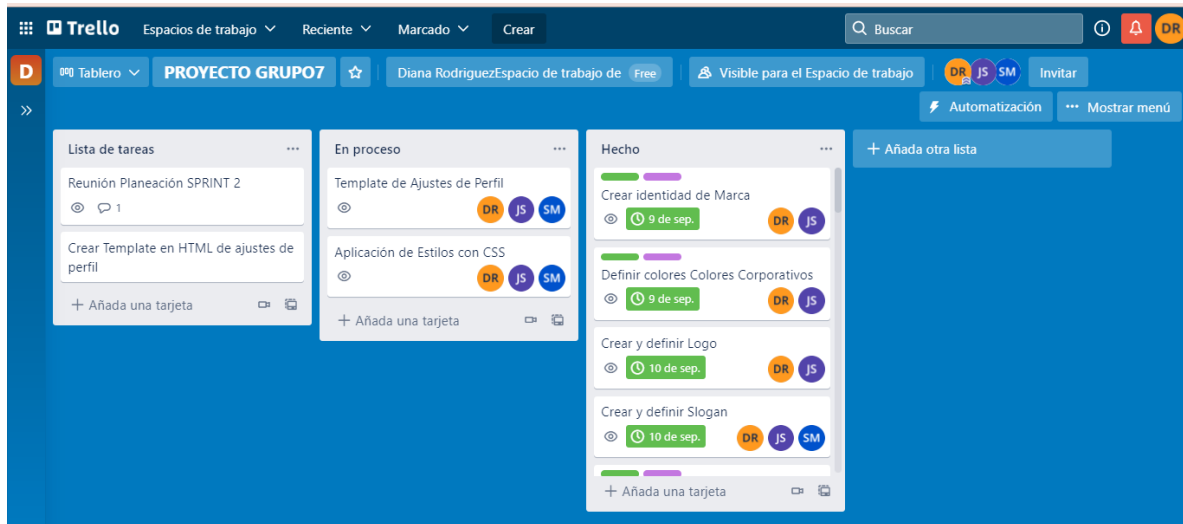 Trello
Espacios de trabajo
Reciente
Marcado
Crear
Buscar
DR
D
Tablero
PROYECTO GRUPO7
Diana RodriguezEspacio de trabajo de Free
Visible para el Espacio de trabajo
DR JS SM
Invitar
Automatización
Mostrar menú
Lista de tareas
Reunión Planeación SPRINT 2
1
Crear Template en HTML de ajustes de
perfil
+ Añada una tarjeta
En proceso
Template de Ajustes de Perfil
DR JS SM
Aplicación de Estilos con CSS
DR JS SM
+ Añada una tarjeta
Hecho
Crear identidad de Marca
9 de sep.
DR JS
Definir colores Colores Corporativos
9 de sep.
DR JS
Crear y definir Logo
10 de sep.
DR JS
Crear y definir Slogan
10 de sep.
DR JS SM
+ Añada una tarjeta
+ Añada otra lista